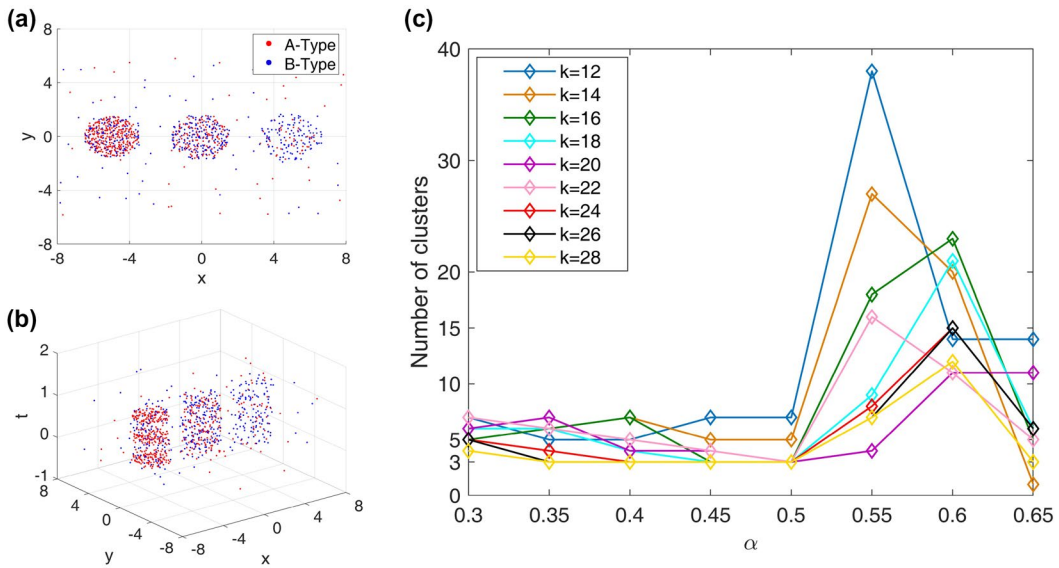 (a)
8
4
0
-4
-8
y
-8
-4
0
4
8
x
A-Type
B-Type
(b)
2
1
0
-1
t
8
4
0
-4
-8
y
-8
-4
0
4
8
x
(c)
40
30
20
15
10
5
3
0
Number of clusters
k=12
k=14
k=16
k=18
k=20
k=22
k=24
k=26
k=28
0.3
0.35
0.4
0.45
0.5
0.55
0.6
0.65
α